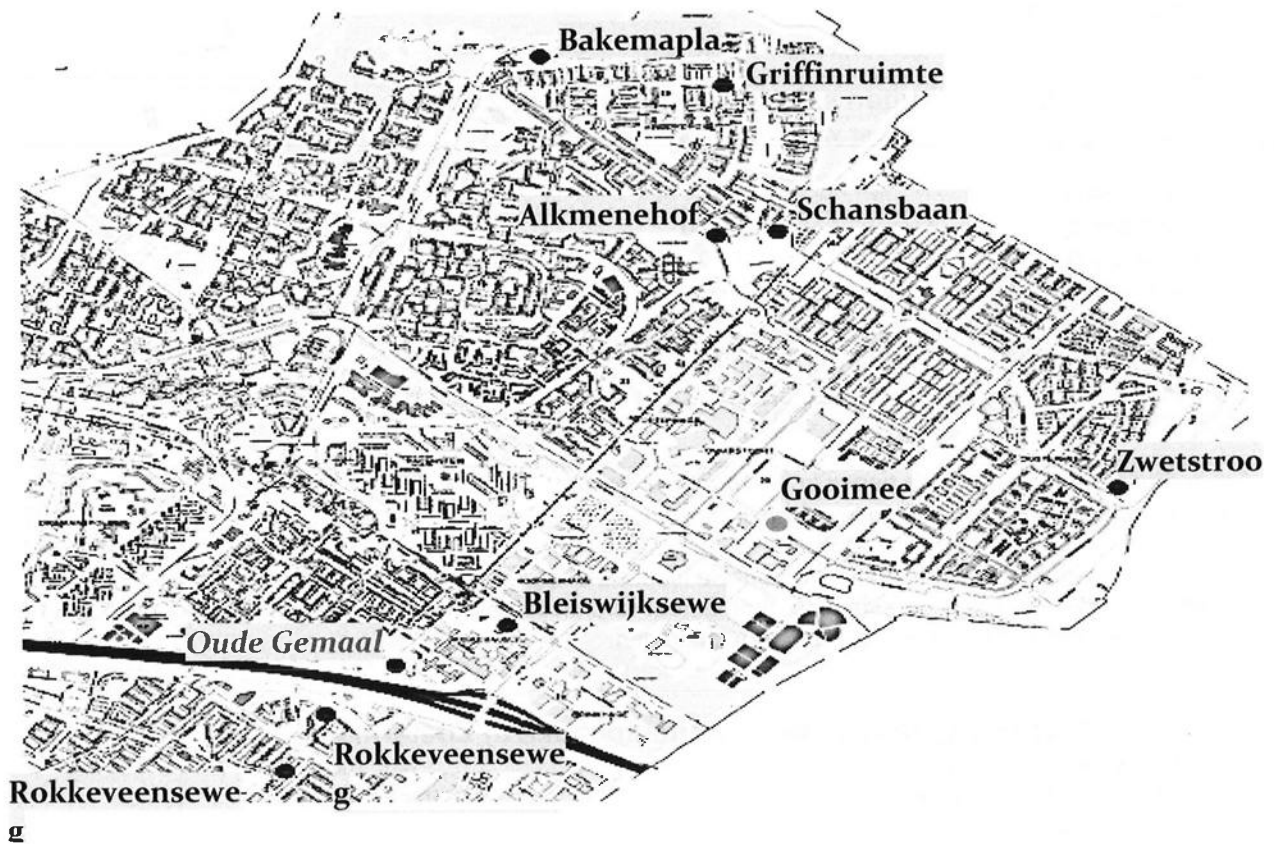 Bakemapla
Griffinruimte
Alkmenehof
Schansbaan
Zwetstroo
Gooimee
Bleiswijksewe
Oude Gemaal
Rokkeveensewe
g
Rokkeveensewe
g